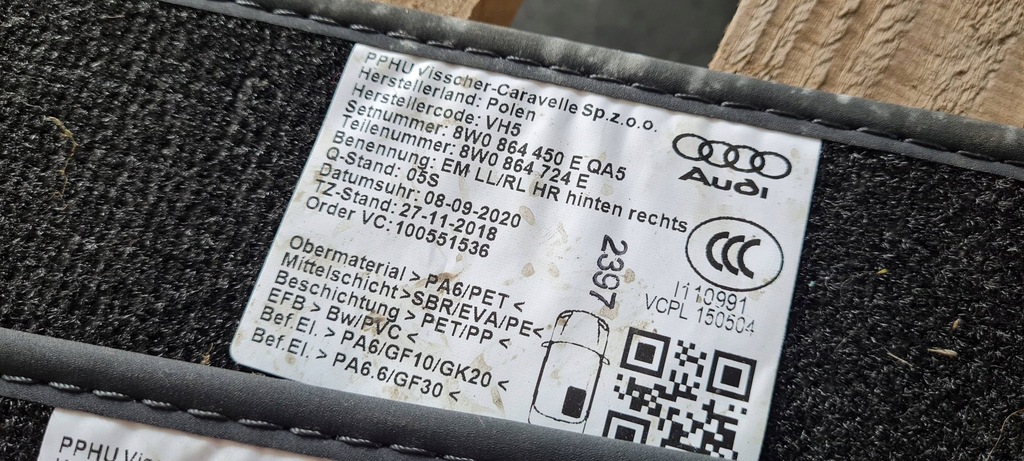 PPHU Visscher-Caravelle Sp.z.o.o.
Herstellerland: Polen
Herstellercode: VH5
Setnummer: 8W0 864 450 E QA5
Teilenummer: 8W0 864 724 E
Benennung: EM LL/RL HR hinten rechts
Q-Stand: 05S
Datumsuhr: 08-09-2020
TZ-Stand: 27-11-2018
Order VC: 100551536
Audi
CCC
I110991
VCPL 150504
2397
Obermaterial > PA6/PET <
Mittelschicht > SBR/EVA/PE <
Beschichtung > PET/PP <
EFB > Bw/PVC <
Bef.El. > PA6/GF10/GK20 <
Bef.El. > PA6.6/GF30 <
PPHU